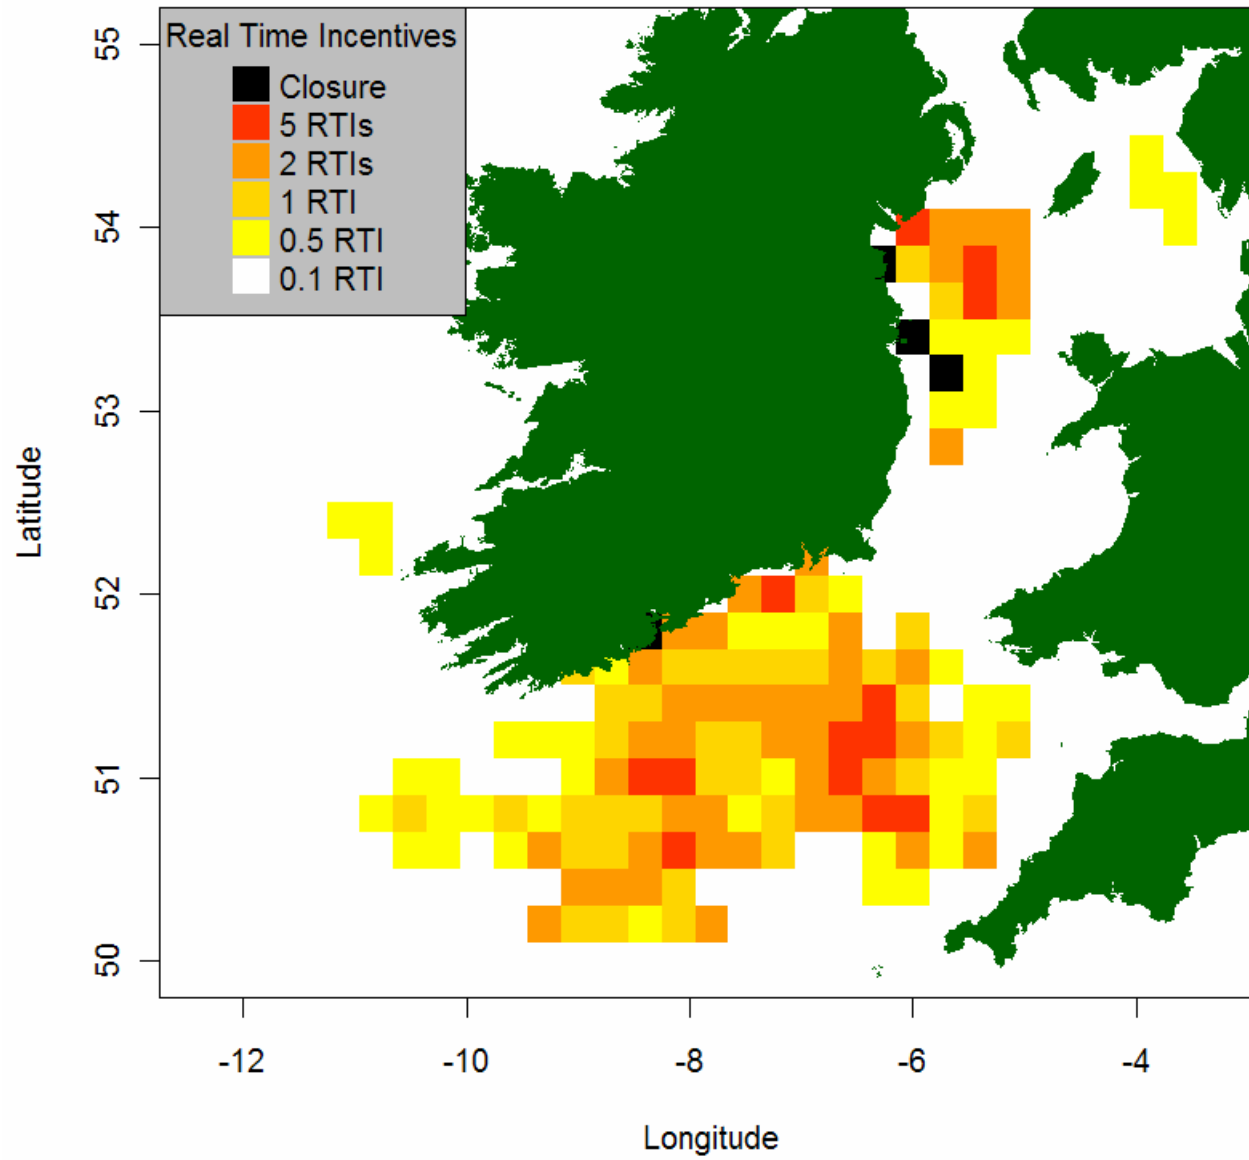 Real Time Incentives
Closure
5 RTIs
2 RTIs
1 RTI
0.5 RTI
0.1 RTI
55
54
53
52
51
50
Latitude
-12 -10 -8 -6 -4
Longitude